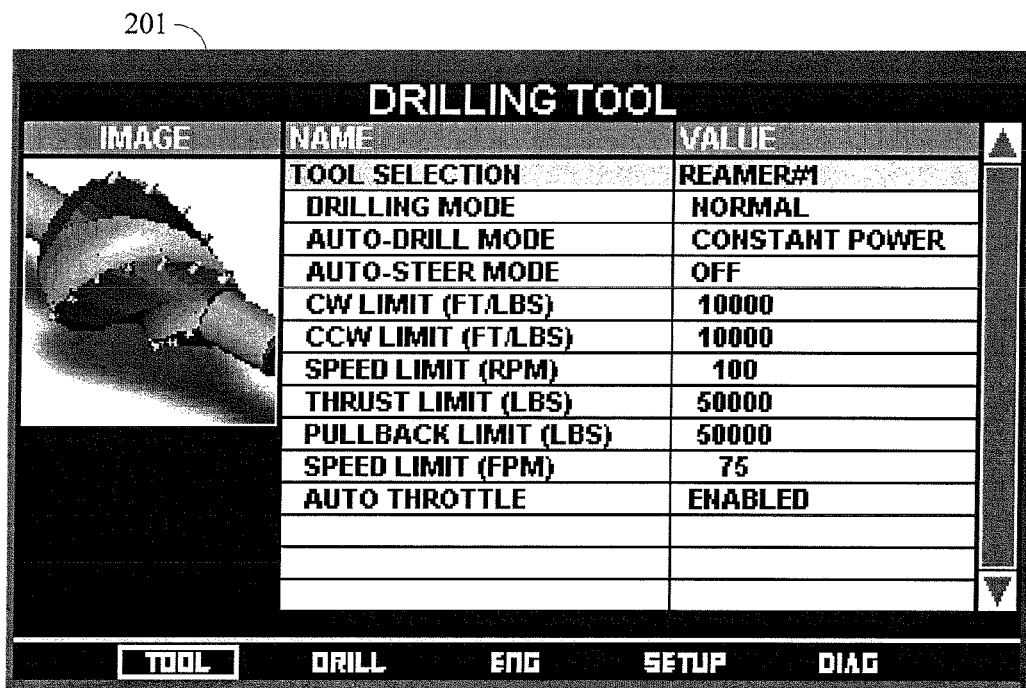 201
DRILLING TOOL
IMAGE NAME VALUE
TOOL SELECTION REAMER#1
DRILLING MODE NORMAL
AUTO-DRILL MODE CONSTANT POWER
AUTO-STEER MODE OFF
CW LIMIT (FT/LBS) 10000
CCW LIMIT (FT/LBS) 10000
SPEED LIMIT (RPM) 100
THRUST LIMIT (LBS) 50000
PULLBACK LIMIT (LBS) 50000
SPEED LIMIT (FPM) 75
AUTO THROTTLE ENABLED
TOOL DRILL ENG SETUP DIAG